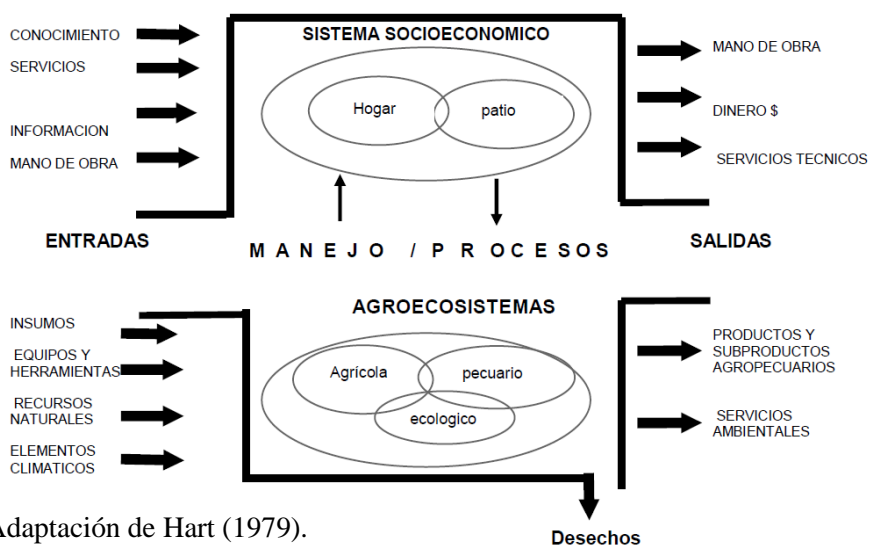 CONOCIMIENTO
SERVICIOS
INFORMACION
MANO DE OBRA
SISTEMA SOCIOECONOMICO
Hogar
patio
MANO DE OBRA
DINERO $
SERVICIOS TECNICOS
ENTRADAS
MANEJO / PROCESOS
SALIDAS
AGROECOSISTEMAS
INSUMOS
EQUIPOS Y
HERRAMIENTAS
RECURSOS
NATURALES
ELEMENTOS
CLIMATICOS
Agrícola
pecuario
ecologico
PRODUCTOS Y
SUBPRODUCTOS
AGROPECUARIOS
SERVICIOS
AMBIENTALES
Desechos
Adaptación de Hart (1979).